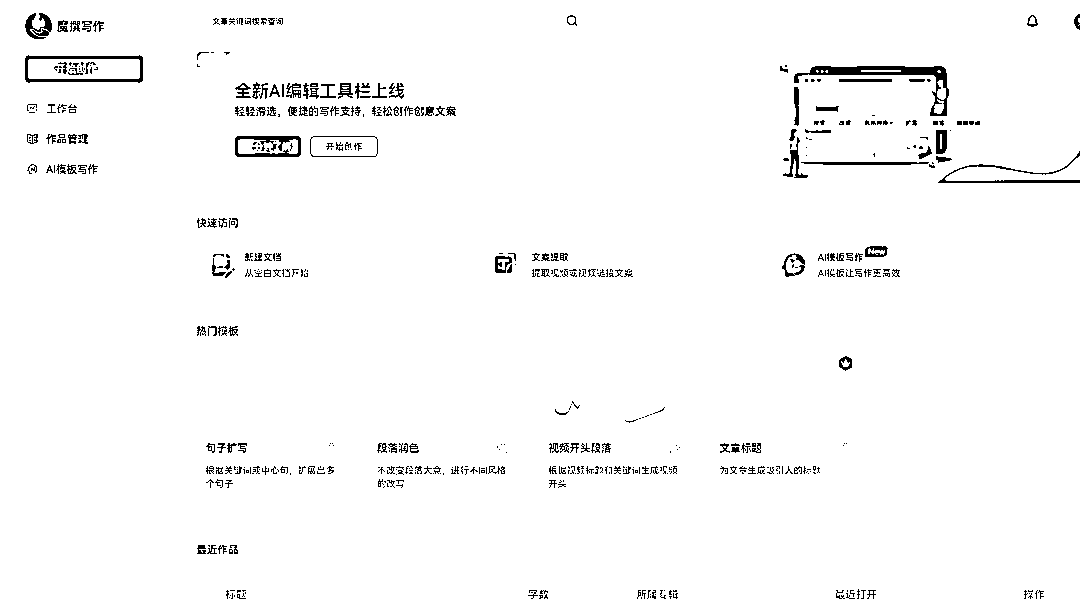 魔撰写作
文章关键词搜索查询
开始创作
工作台
作品管理
AI模板写作
全新AI编辑工具栏上线
轻轻滑选，便捷的写作支持，轻松创作创意文案
开始创作
快速访问
新建文档
从空白文档开始
文案提取
提取视频或视频链接文案
AI模板写作 New
AI模板让写作更高效
热门模板
句子扩写
根据关键词或中心句，扩展出多
个句子
段落润色
不改变段落大意，进行不同风格
的改写
视频开头段落
根据视频标题和关键词生成视频
开头
文章标题
为文章生成吸引人的标题
最近作品
标题 字数 所属专辑 最近打开 操作